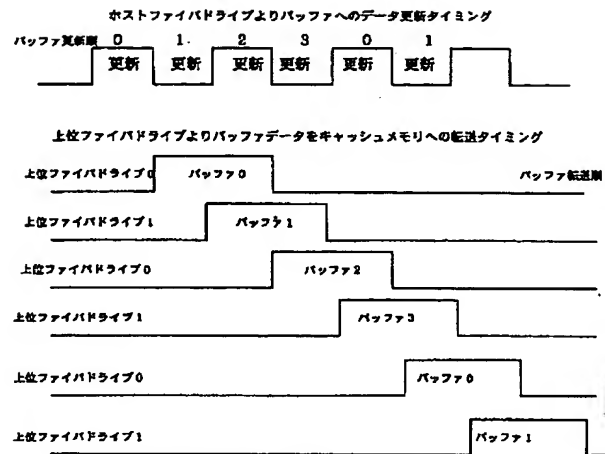 ホストファイバドライブよりバッファへのデータ更新タイミング
バッファ更新順 0 1 2 3 0 1
更新 更新 更新 更新 更新 更新
上位ファイバドライブよりバッファデータをキャッシュメモリへの転送タイミング
上位ファイバドライブ0 バッファ0 バッファ転送順
上位ファイバドライブ1 バッファ1
上位ファイバドライブ0 バッファ2
上位ファイバドライブ1 バッファ3
上位ファイバドライブ0 バッファ0
上位ファイバドライブ1 バッファ1